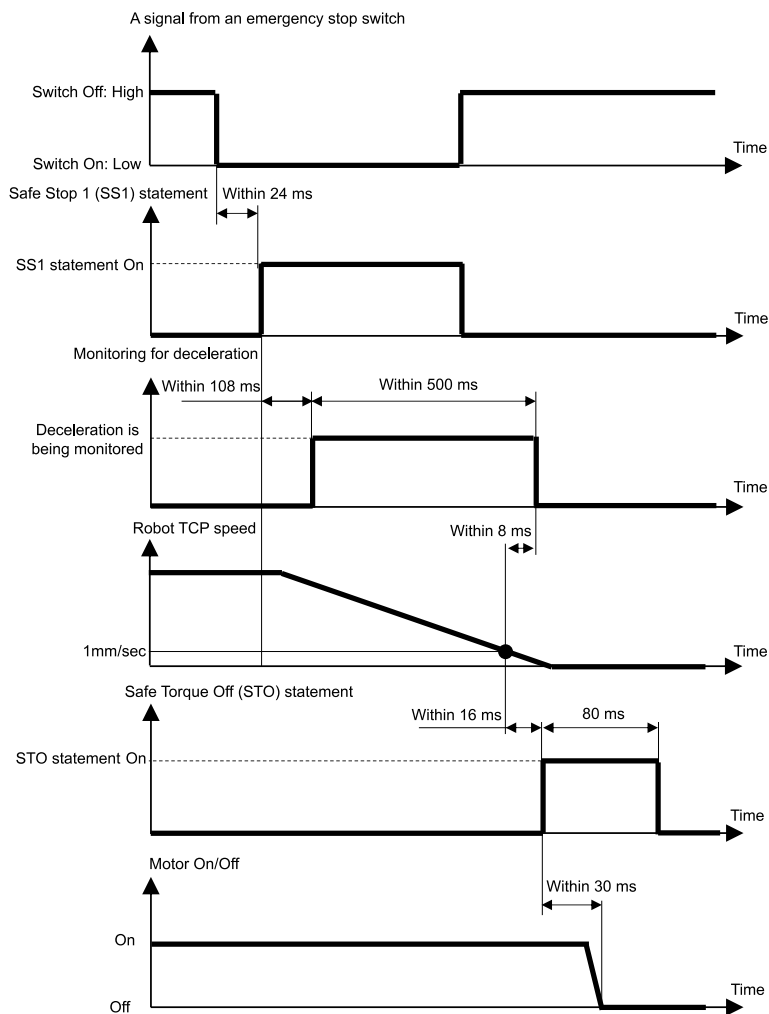 A signal from an emergency stop switch
Switch Off: High
Time
Switch On: Low
Safe Stop 1 (SS1) statement
Within 24 ms
SS1 statement On
Time
Monitoring for deceleration
Within 108 ms
Within 500 ms
Deceleration is
being monitored
Time
Robot TCP speed
Within 8 ms
1mm/sec
Time
Safe Torque Off (STO) statement
Within 16 ms
80 ms
STO statement On
Time
Motor On/Off
Within 30 ms
On
Time
Off